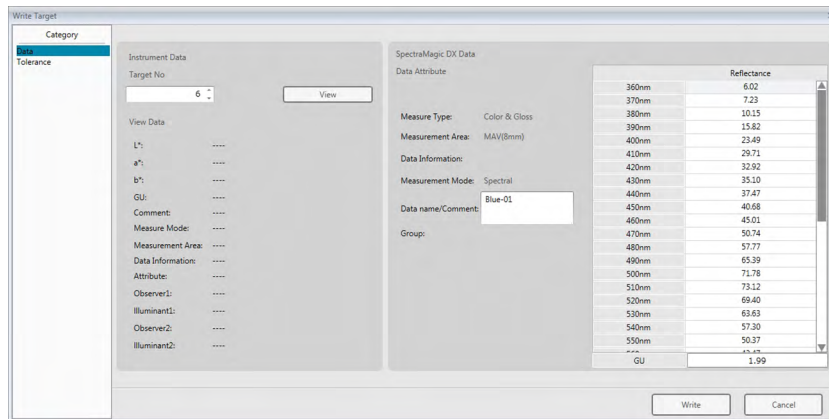 Write Target
Category
Data
Tolerance
Instrument Data
Target No
6
View
View Data
L*: ----
a*: ----
b*: ----
GU: ----
Comment: ----
Measure Mode: ----
Measurement Area: ----
Data Information: ----
Attribute: ----
Observer1: ----
Illuminant1: ----
Observer2: ----
Illuminant2: ----
SpectraMagic DX Data
Data Attribute
Measure Type: Color & Gloss
Measurement Area: MAV(8mm)
Data Information:
Measurement Mode: Spectral
Data name/Comment: Blue-01
Group:
Reflectance
360nm 6.02
370nm 7.23
380nm 10.15
390nm 15.82
400nm 23.49
410nm 29.71
420nm 32.92
430nm 35.10
440nm 37.47
450nm 40.68
460nm 45.01
470nm 50.74
480nm 57.77
490nm 65.39
500nm 71.78
510nm 73.12
520nm 69.40
530nm 63.63
540nm 57.30
550nm 50.37
GU 1.99
Write Cancel